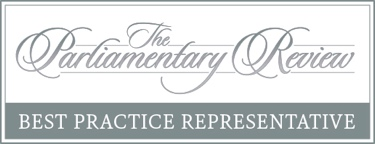 The
Parliamentary Review
BEST PRACTICE REPRESENTATIVE